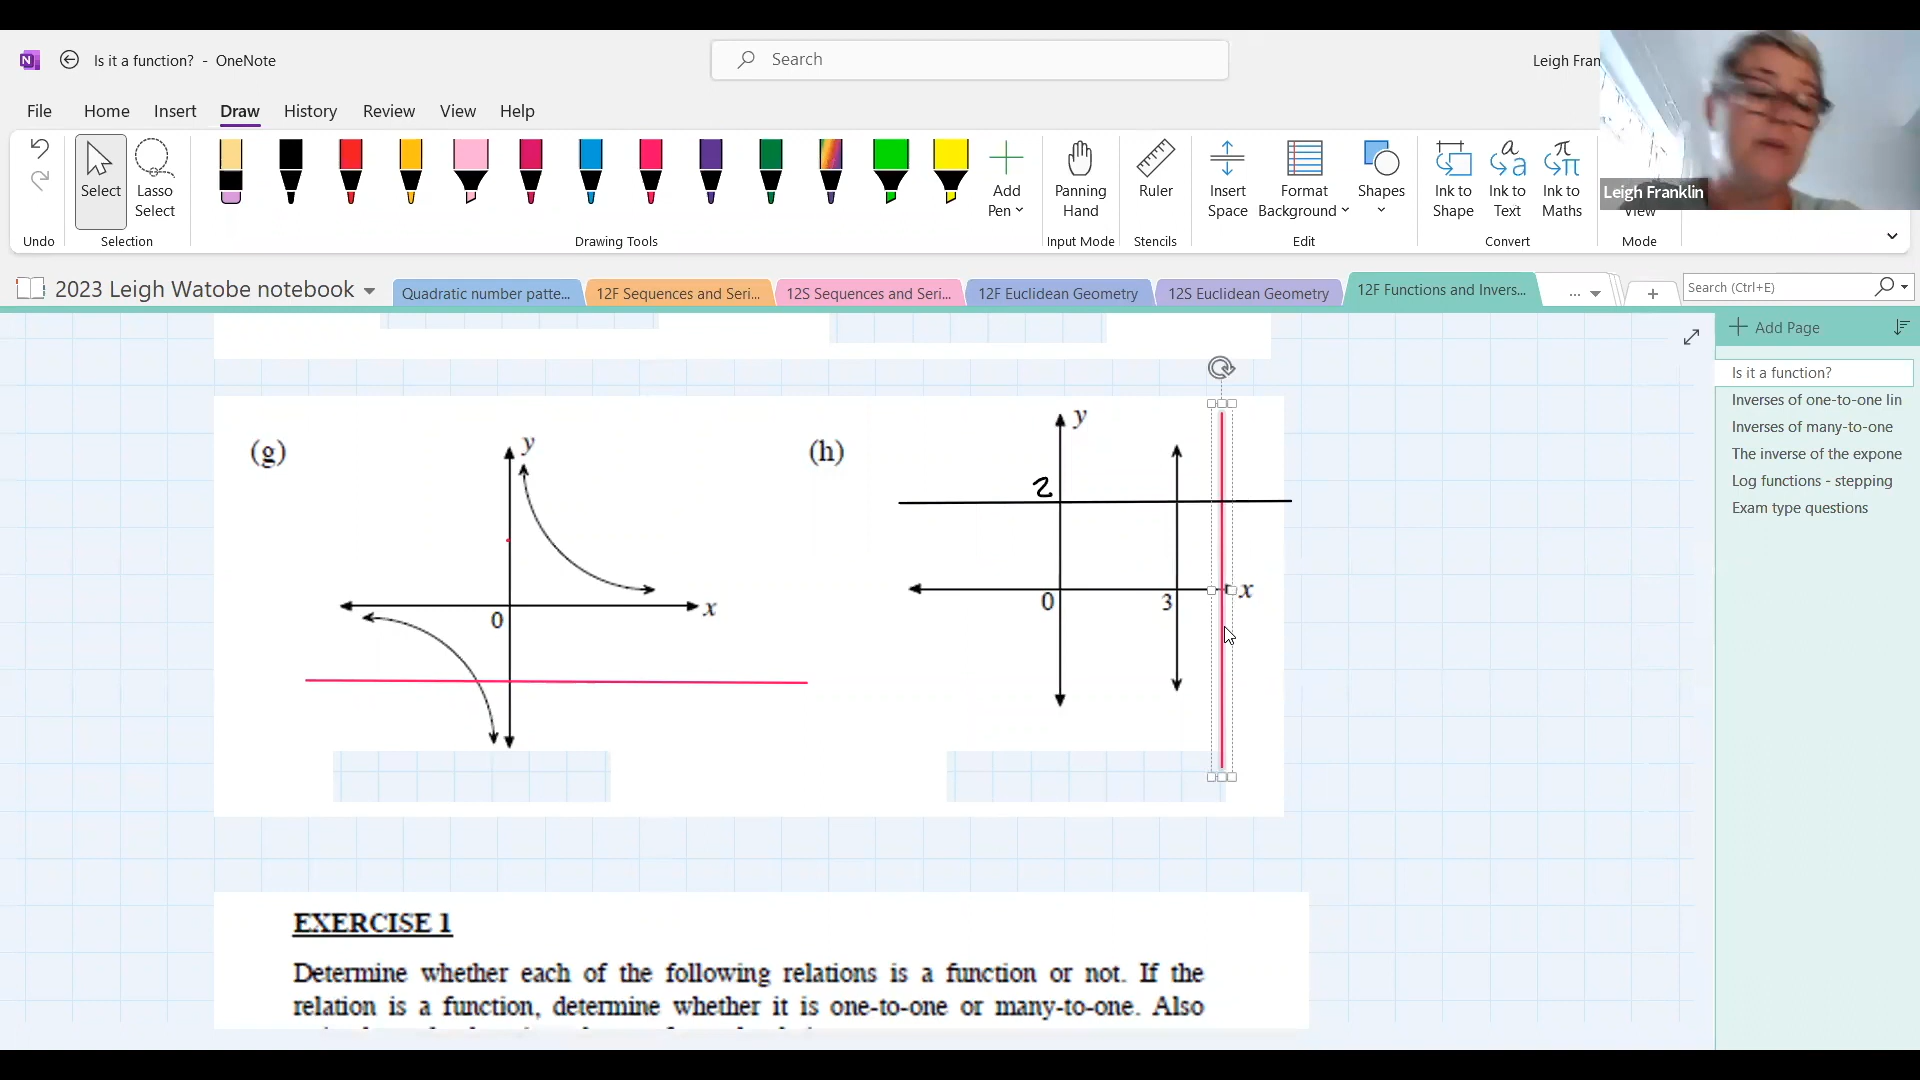 Is it a function? - OneNote
Search
Leigh Fran
File
Home
Insert
Draw
History
Review
View
Help
Select
Lasso
Select
Add
Pen
Panning
Hand
Ruler
Insert
Space
Format
Background
Shapes
Ink to
Shape
Ink to
Text
Ink to
Maths
Leigh Franklin
View
Undo
Selection
Drawing Tools
Input Mode
Stencils
Edit
Convert
Mode
2023 Leigh Watobe notebook
Quadratic number patte...
12F Sequences and Seri...
12S Sequences and Seri...
12F Euclidean Geometry
12S Euclidean Geometry
12F Functions and Invers...
...
Search (Ctrl+E)
Add Page
Is it a function?
Inverses of one-to-one lin
Inverses of many-to-one
The inverse of the expone
Log functions - stepping
Exam type questions
(g)
y
0
x
(h)
y
2
0
3
x
EXERCISE 1
Determine whether each of the following relations is a function or not. If the
relation is a function, determine whether it is one-to-one or many-to-one. Also